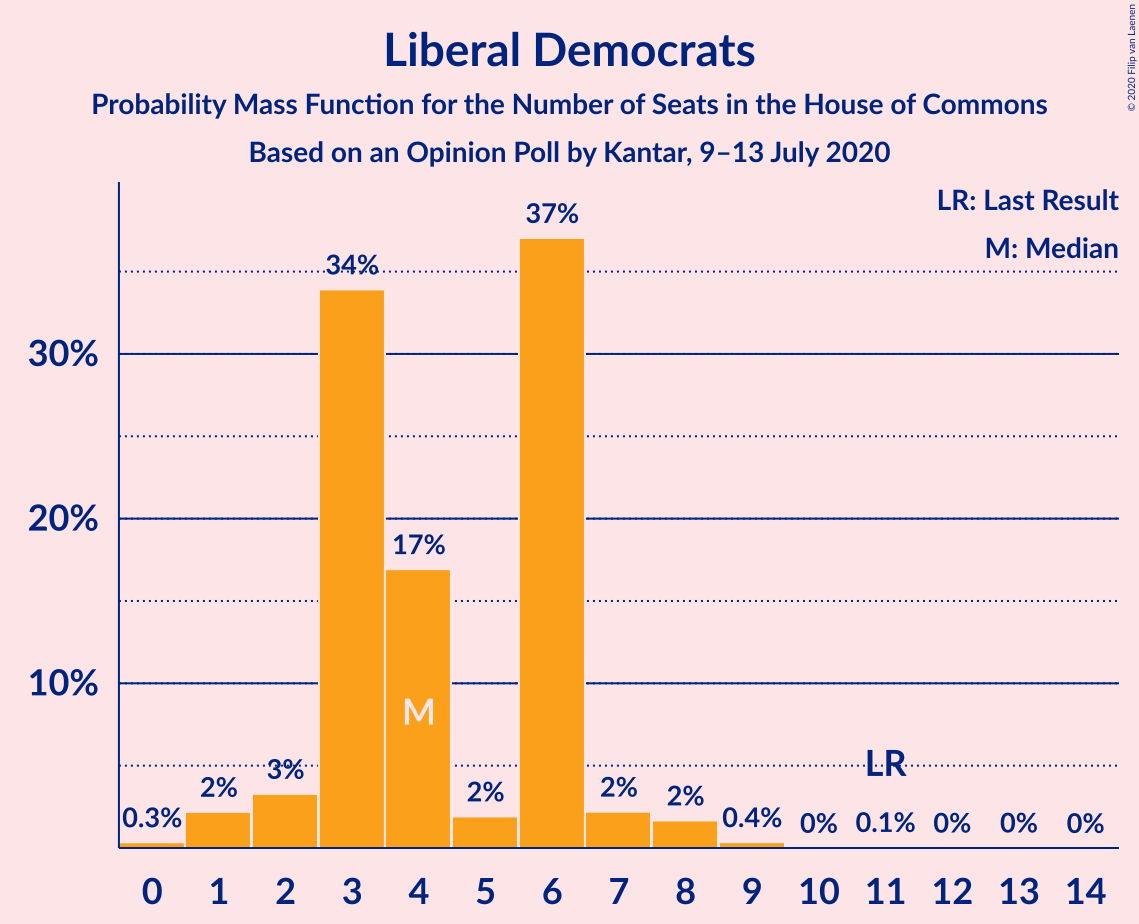 Liberal Democrats
Probability Mass Function for the Number of Seats in the House of Commons
Based on an Opinion Poll by Kantar, 9–13 July 2020
© 2020 Filip van Laenen
LR: Last Result
M: Median
37%
34%
30%
20%
17%
10%
M
LR
0.3%
2%
3%
2%
2%
2%
0.4%
0%
0.1%
0%
0%
0%
0 1 2 3 4 5 6 7 8 9 10 11 12 13 14